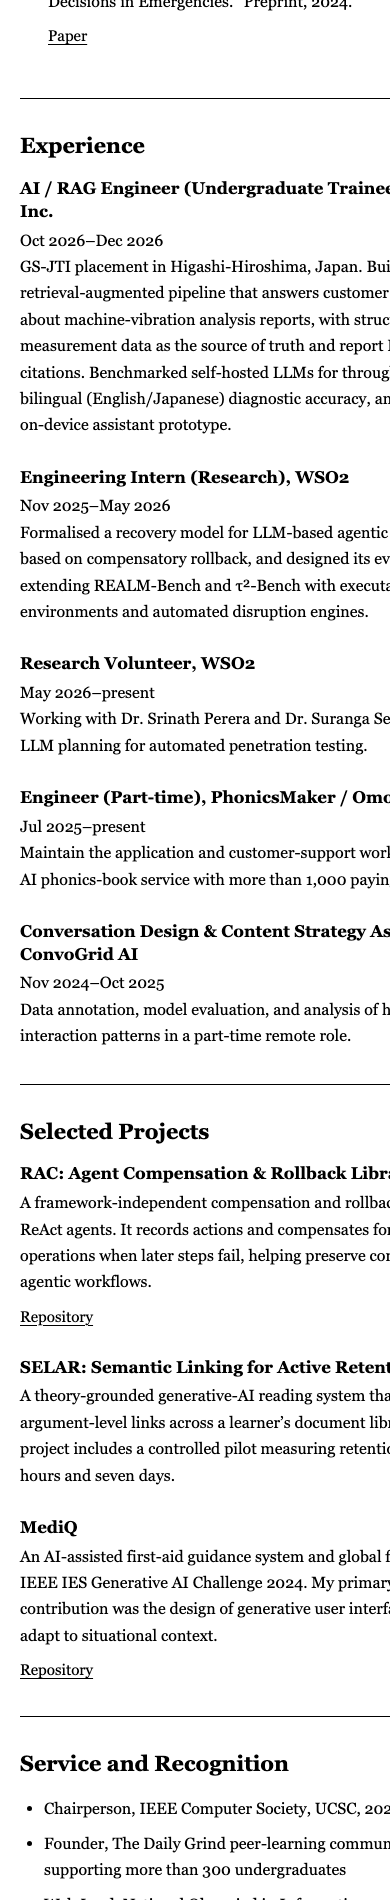 Decisions in Emergencies." Preprint, 2024.
Paper
Experience
AI / RAG Engineer (Undergraduate Trainee
Inc.
Oct 2026–Dec 2026
GS-JTI placement in Higashi-Hiroshima, Japan. Bui
retrieval-augmented pipeline that answers customer
about machine-vibration analysis reports, with struc
measurement data as the source of truth and report
citations. Benchmarked self-hosted LLMs for throug
bilingual (English/Japanese) diagnostic accuracy, an
on-device assistant prototype.
Engineering Intern (Research), WSO2
Nov 2025–May 2026
Formalised a recovery model for LLM-based agentic
based on compensatory rollback, and designed its ev
extending REALM-Bench and τ²-Bench with executa
environments and automated disruption engines.
Research Volunteer, WSO2
May 2026–present
Working with Dr. Srinath Perera and Dr. Suranga Se
LLM planning for automated penetration testing.
Engineer (Part-time), PhonicsMaker / Omo
Jul 2025–present
Maintain the application and customer-support work
AI phonics-book service with more than 1,000 payin
Conversation Design & Content Strategy As
ConvoGrid AI
Nov 2024–Oct 2025
Data annotation, model evaluation, and analysis of h
interaction patterns in a part-time remote role.
Selected Projects
RAC: Agent Compensation & Rollback Libra
A framework-independent compensation and rollbac
ReAct agents. It records actions and compensates fo
operations when later steps fail, helping preserve co
agentic workflows.
Repository
SELAR: Semantic Linking for Active Retent
A theory-grounded generative-AI reading system tha
argument-level links across a learner's document lib
project includes a controlled pilot measuring retentio
hours and seven days.
MediQ
An AI-assisted first-aid guidance system and global f
IEEE IES Generative AI Challenge 2024. My primary
contribution was the design of generative user interfa
adapt to situational context.
Repository
Service and Recognition
• Chairperson, IEEE Computer Society, UCSC, 202
• Founder, The Daily Grind peer-learning commun
supporting more than 300 undergraduates